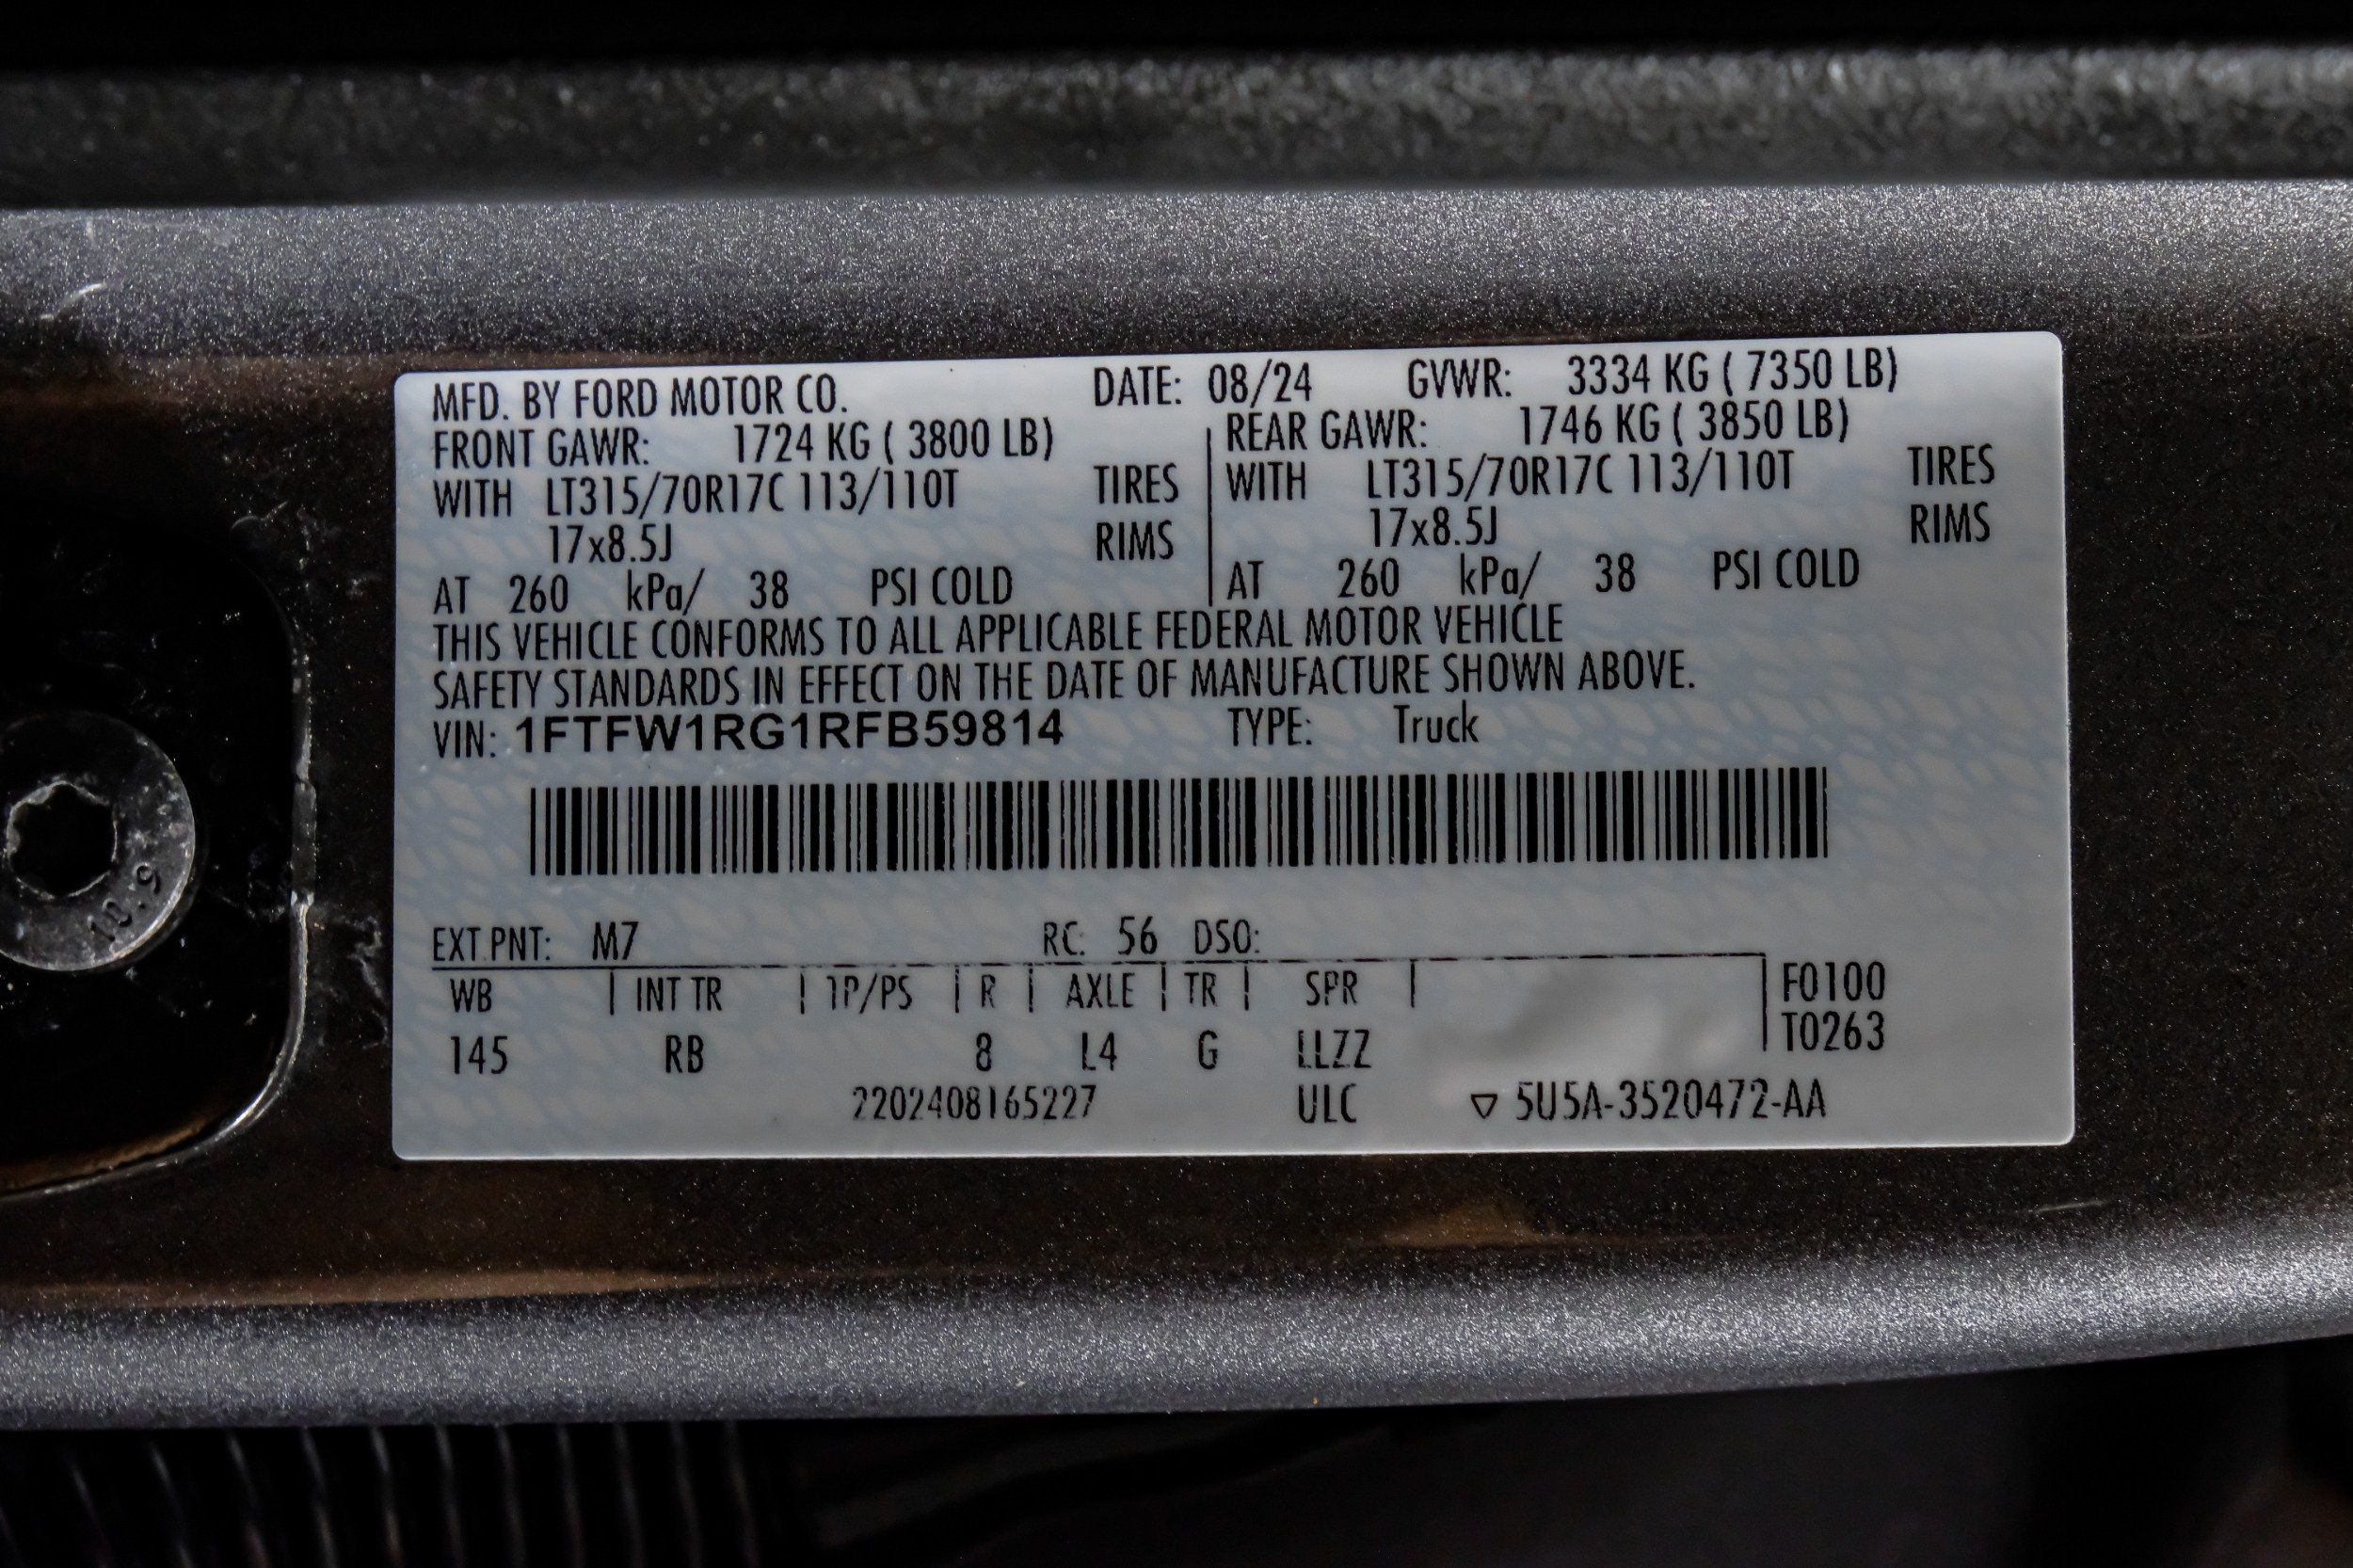 MFD. BY FORD MOTOR CO. DATE: 08/24 GVWR: 3334 KG ( 7350 LB)
FRONT GAWR: 1724 KG ( 3800 LB) REAR GAWR: 1746 KG ( 3850 LB)
WITH LT315/70R17C 113/110T TIRES WITH LT315/70R17C 113/110T TIRES
17x8.5J RIMS 17x8.5J RIMS
AT 260 kPa/ 38 PSI COLD AT 260 kPa/ 38 PSI COLD
THIS VEHICLE CONFORMS TO ALL APPLICABLE FEDERAL MOTOR VEHICLE
SAFETY STANDARDS IN EFFECT ON THE DATE OF MANUFACTURE SHOWN ABOVE.
VIN: 1FTFW1RG1RFB59814 TYPE: Truck
EXT PNT: M7 RC: 56 DSO:
WB INT TR TP/PS R AXLE TR SPR F0100
145 RB 8 L4 G LLZZ T0263
2202408165227 ULC ▽ 5U5A-3520472-AA
10.9